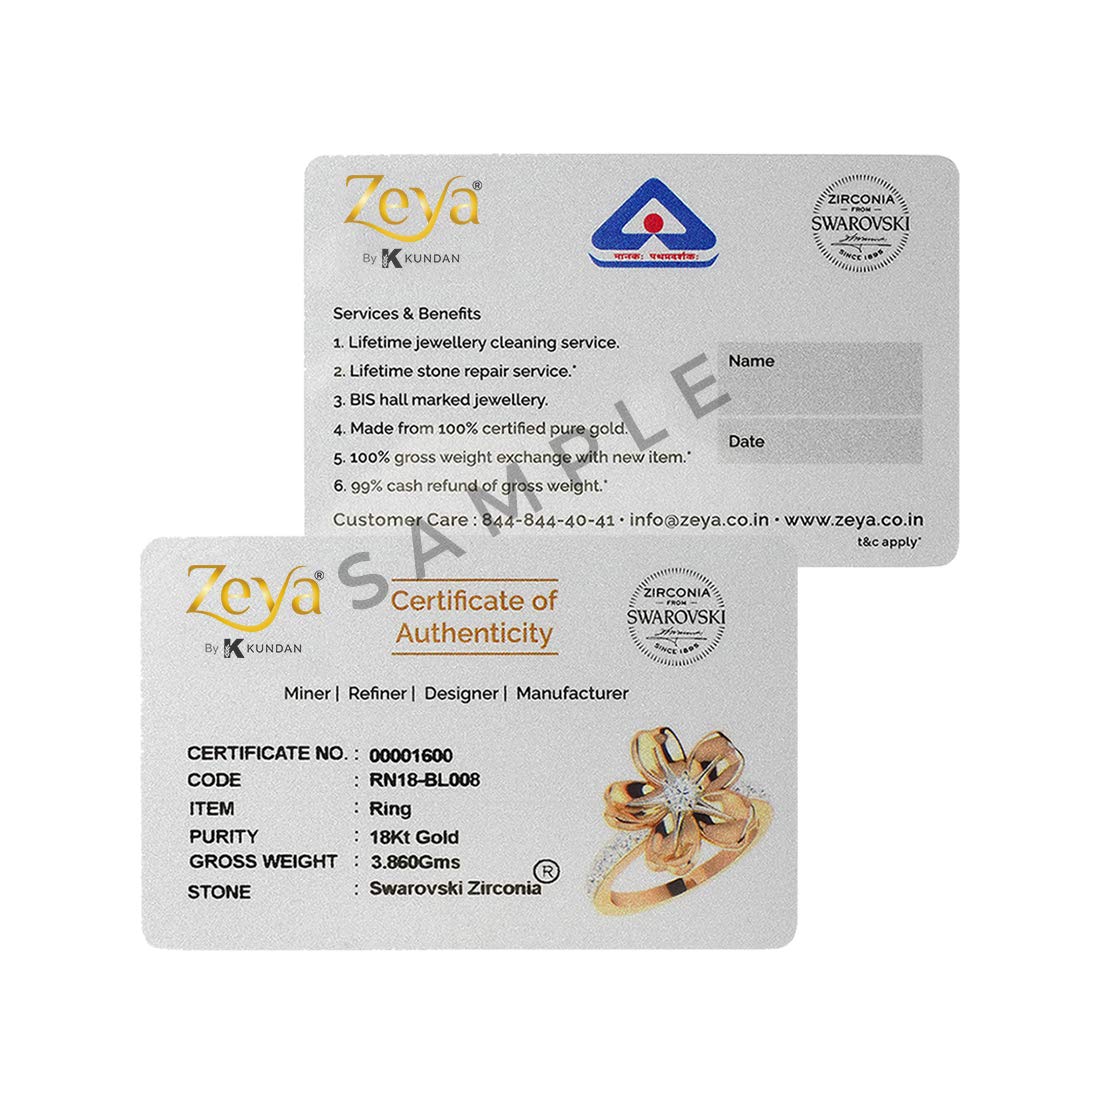 Zeya®
By K KUNDAN
मानक: पथप्रदर्शक:
ZIRCONIA
FROM
SWAROVSKI
SINCE 1895
Services & Benefits
1. Lifetime jewellery cleaning service.
2. Lifetime stone repair service.*
3. BIS hall marked jewellery.
4. Made from 100% certified pure gold.
5. 100% gross weight exchange with new item.*
6. 99% cash refund of gross weight.*
Name
Date
Customer Care : 844-844-40-41 • info@zeya.co.in • www.zeya.co.in
t&c apply*
SAMPLE
Zeya®
By K KUNDAN
Certificate of
Authenticity
ZIRCONIA
FROM
SWAROVSKI
SINCE 1895
Miner | Refiner | Designer | Manufacturer
CERTIFICATE NO. : 00001600
CODE : RN18-BL008
ITEM : Ring
PURITY : 18Kt Gold
GROSS WEIGHT : 3.860Gms
STONE : Swarovski Zirconia®